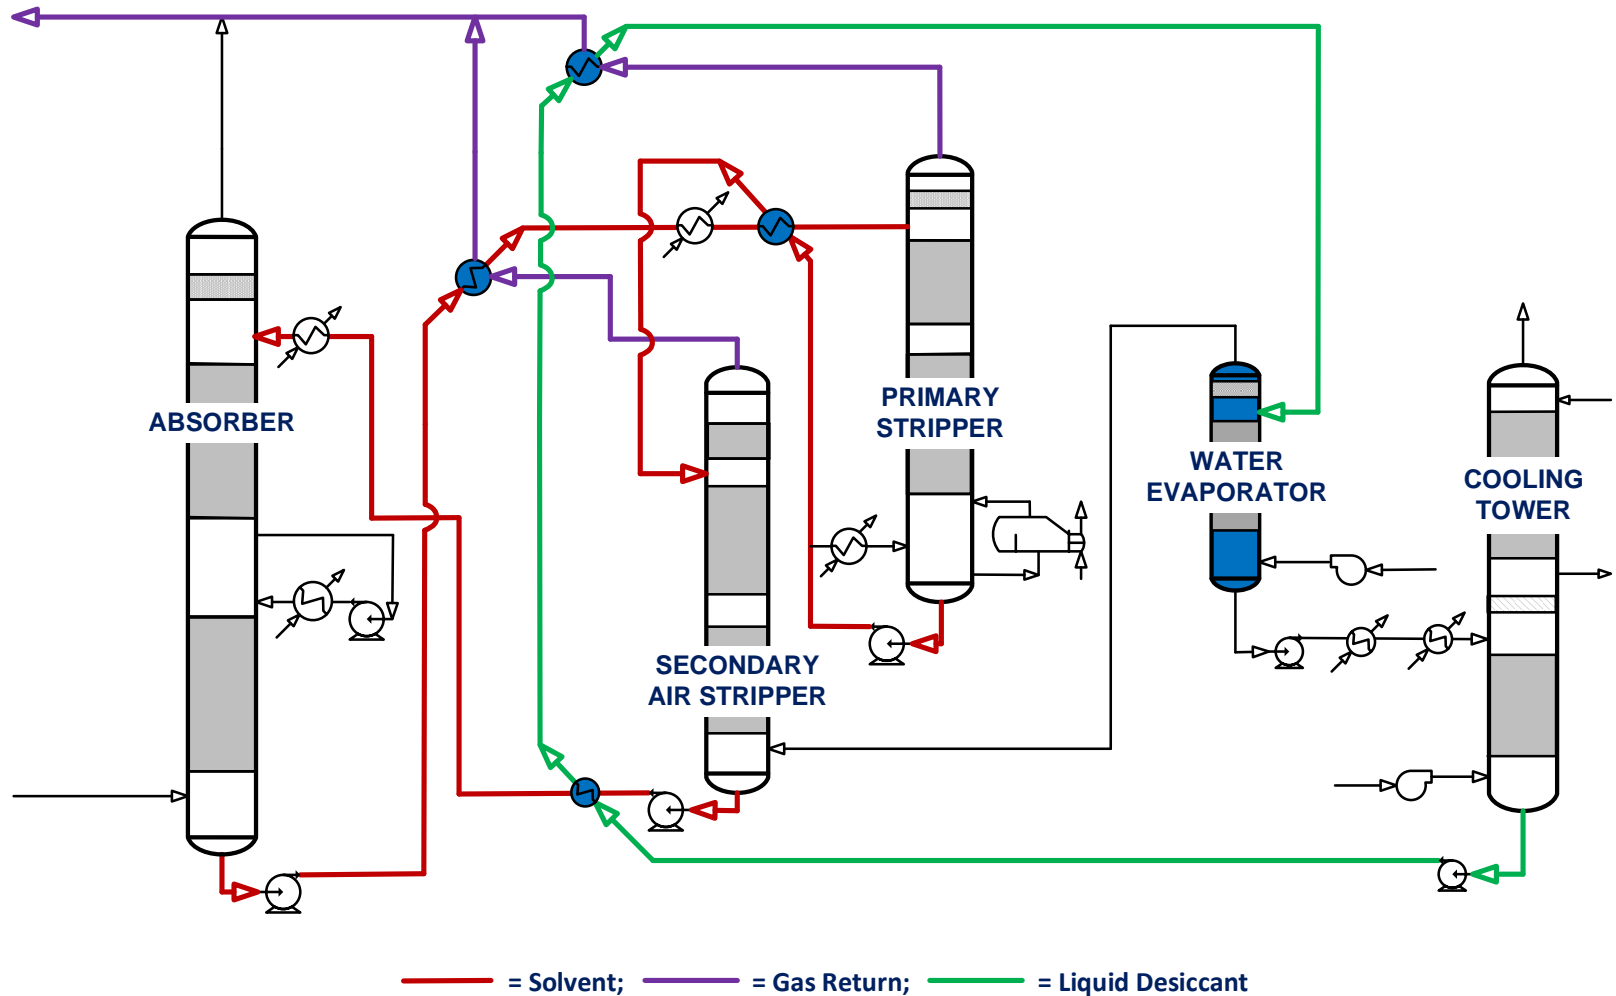 ABSORBER
PRIMARY
STRIPPER
WATER
EVAPORATOR
COOLING
TOWER
SECONDARY
AIR STRIPPER
= Solvent; = Gas Return; = Liquid Desiccant